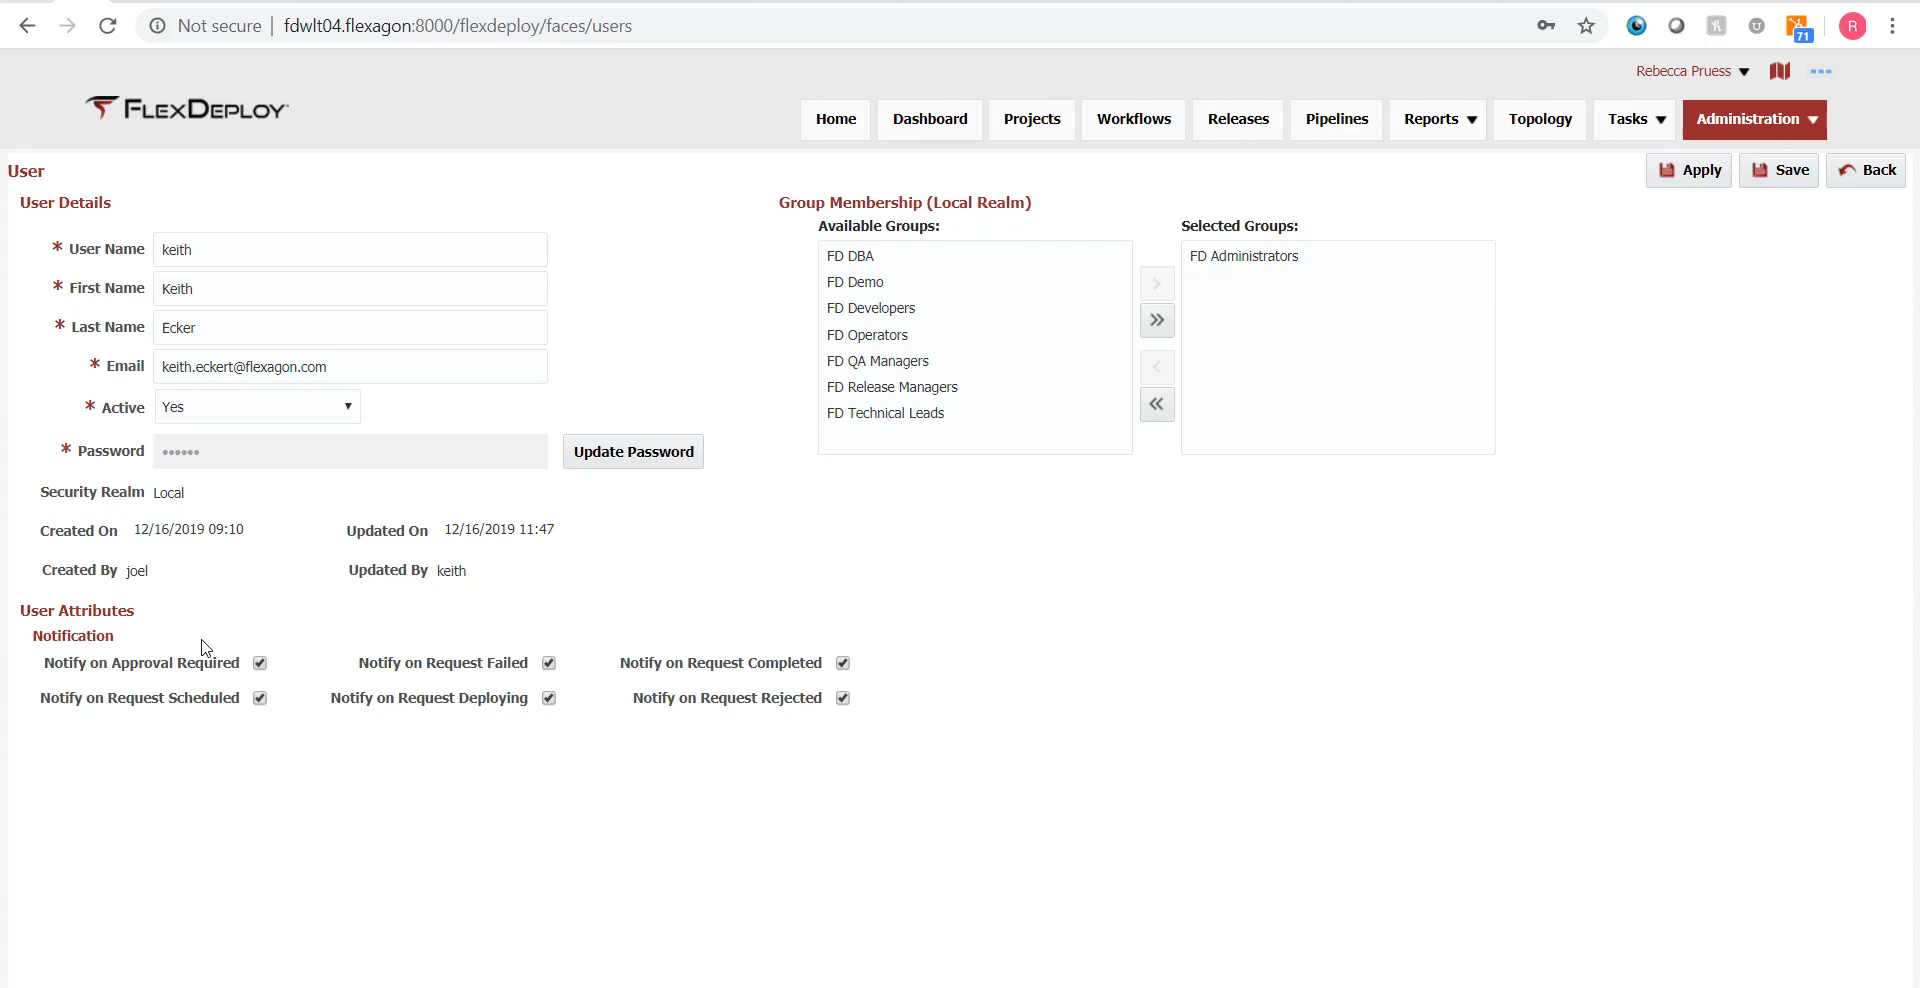 Not secure | fdwlt04.flexagon:8000/flexdeploy/faces/users
71
R
Rebecca Pruess
FLEXDEPLOY
Home Dashboard Projects Workflows Releases Pipelines Reports Topology Tasks Administration
User
Apply Save Back
User Details
* User Name keith
* First Name Keith
* Last Name Ecker
* Email keith.eckert@flexagon.com
* Active Yes
* Password •••••• Update Password
Security Realm Local
Created On 12/16/2019 09:10 Updated On 12/16/2019 11:47
Created By joel Updated By keith
Group Membership (Local Realm)
Available Groups: Selected Groups:
FD DBA FD Administrators
FD Demo
FD Developers
FD Operators
FD QA Managers
FD Release Managers
FD Technical Leads
User Attributes
Notification
Notify on Approval Required Notify on Request Failed Notify on Request Completed
Notify on Request Scheduled Notify on Request Deploying Notify on Request Rejected